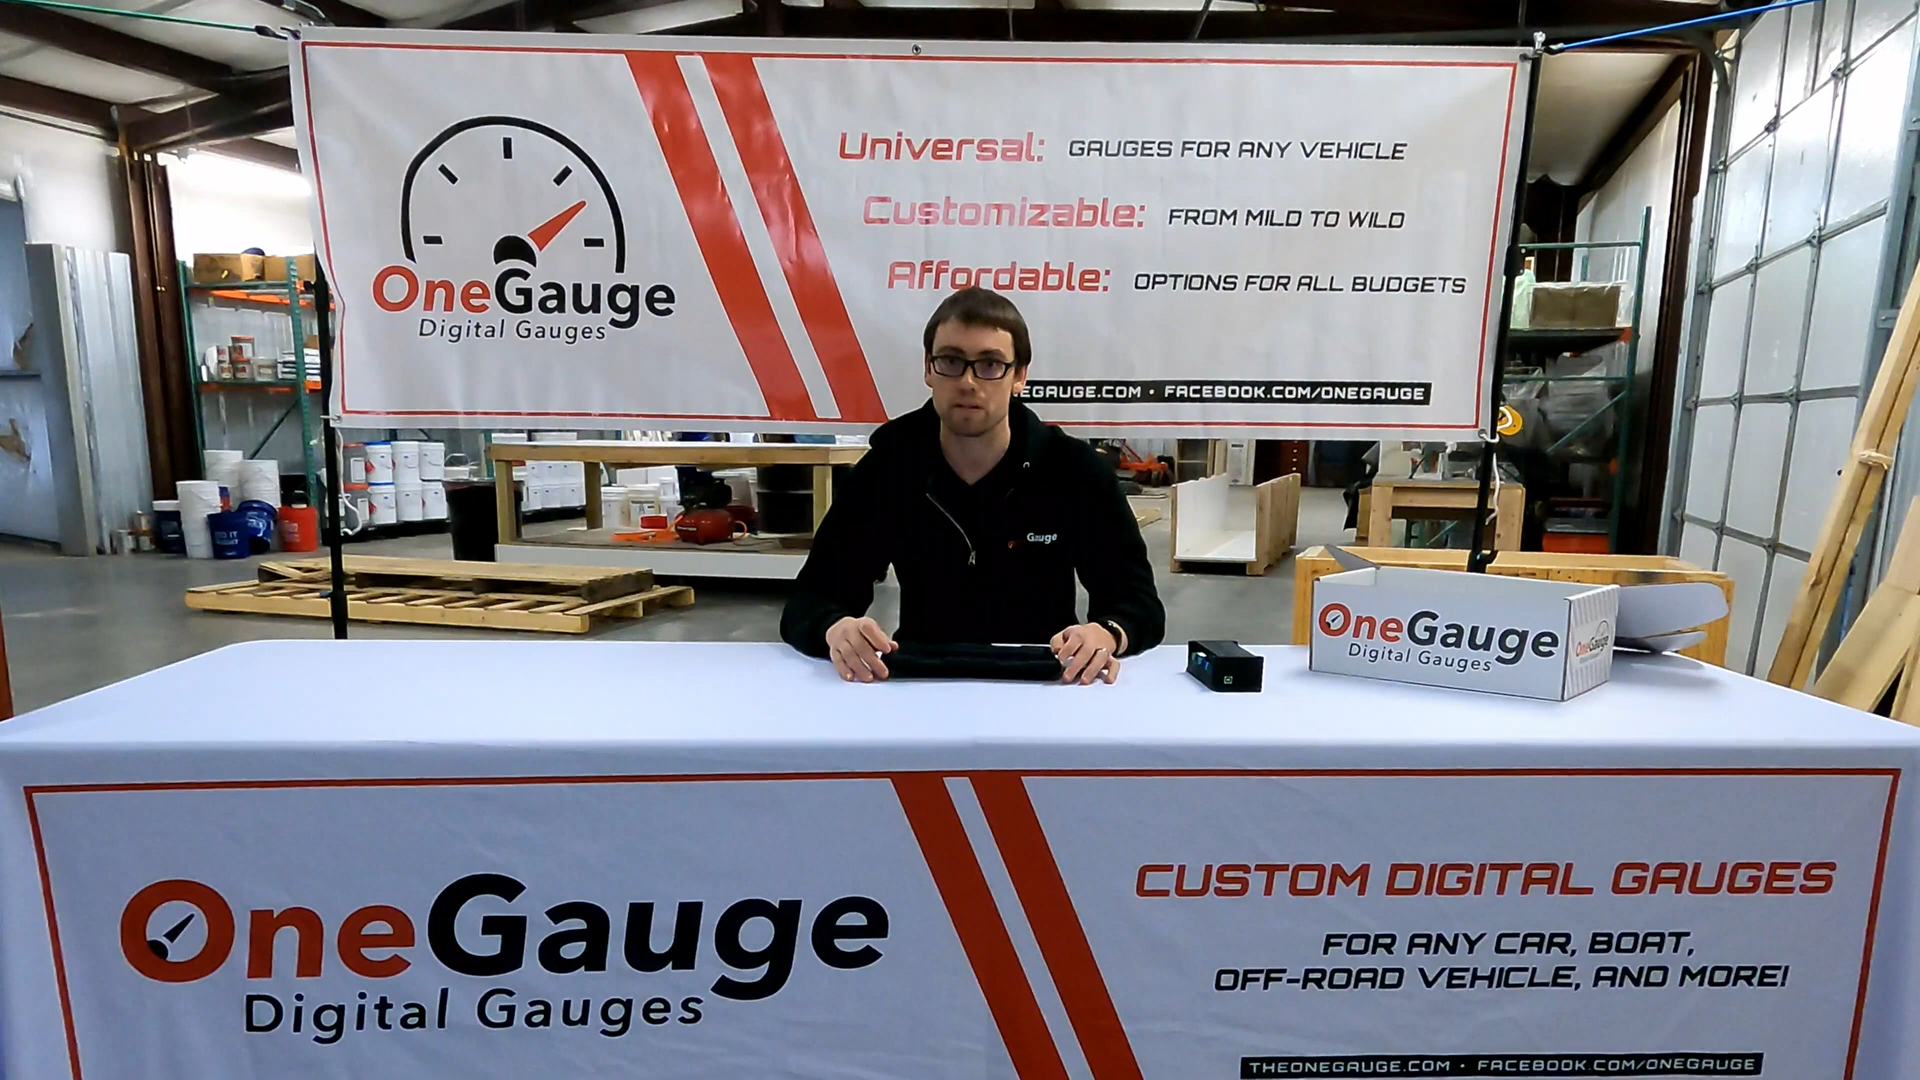 Universal: GAUGES FOR ANY VEHICLE
Customizable: FROM MILD TO WILD
Affordable: OPTIONS FOR ALL BUDGETS
OneGauge
Digital Gauges
EGAUGE.COM • FACEBOOK.COM/ONEGAUGE
Gauge
OneGauge
Digital Gauges
OneGauge
OneGauge
Digital Gauges
CUSTOM DIGITAL GAUGES
FOR ANY CAR, BOAT,
OFF-ROAD VEHICLE, AND MORE!
THEONEGAUGE.COM • FACEBOOK.COM/ONEGAUGE